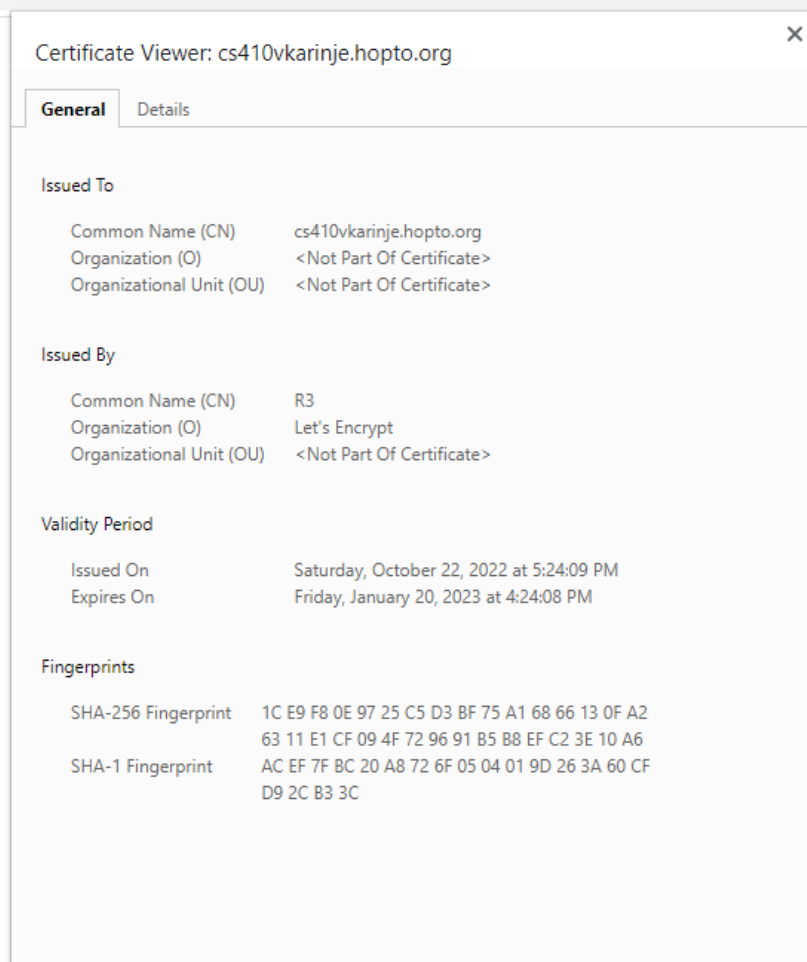 Certificate Viewer: cs410vkarinje.hopto.org
General Details
Issued To
Common Name (CN) cs410vkarinje.hopto.org
Organization (O) <Not Part Of Certificate>
Organizational Unit (OU) <Not Part Of Certificate>
Issued By
Common Name (CN) R3
Organization (O) Let's Encrypt
Organizational Unit (OU) <Not Part Of Certificate>
Validity Period
Issued On Saturday, October 22, 2022 at 5:24:09 PM
Expires On Friday, January 20, 2023 at 4:24:08 PM
Fingerprints
SHA-256 Fingerprint 1C E9 F8 0E 97 25 C5 D3 BF 75 A1 68 66 13 0F A2
63 11 E1 CF 09 4F 72 96 91 B5 B8 EF C2 3E 10 A6
SHA-1 Fingerprint AC EF 7F BC 20 A8 72 6F 05 04 01 9D 26 3A 60 CF
D9 2C B3 3C